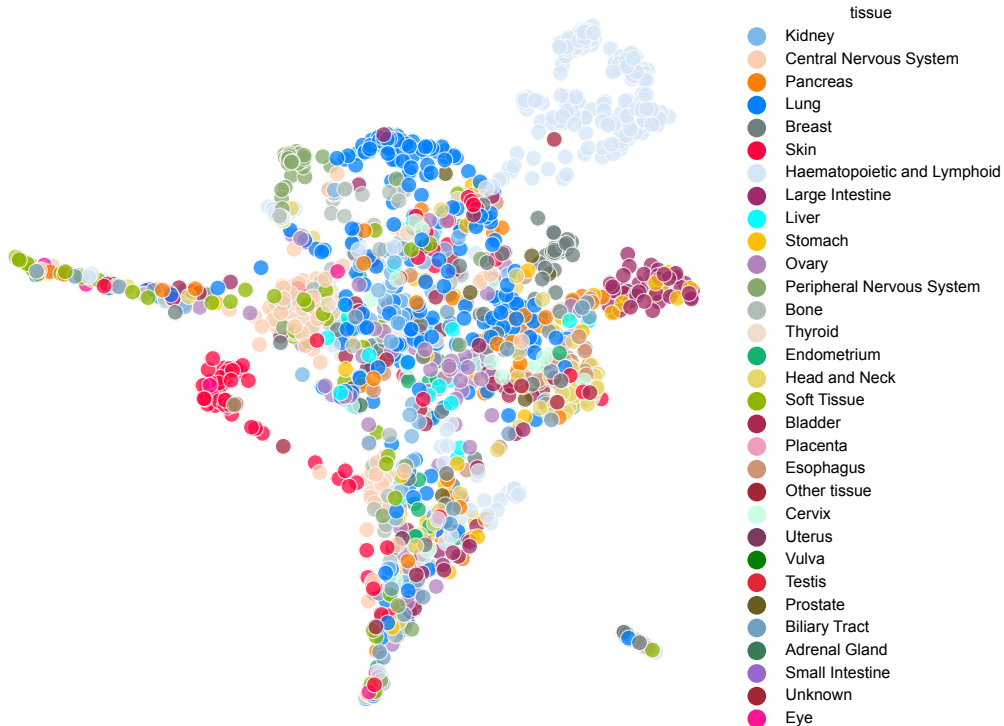 tissue
Kidney
Central Nervous System
Pancreas
Lung
Breast
Skin
Haematopoietic and Lymphoid
Large Intestine
Liver
Stomach
Ovary
Peripheral Nervous System
Bone
Thyroid
Endometrium
Head and Neck
Soft Tissue
Bladder
Placenta
Esophagus
Other tissue
Cervix
Uterus
Vulva
Testis
Prostate
Biliary Tract
Adrenal Gland
Small Intestine
Unknown
Eye